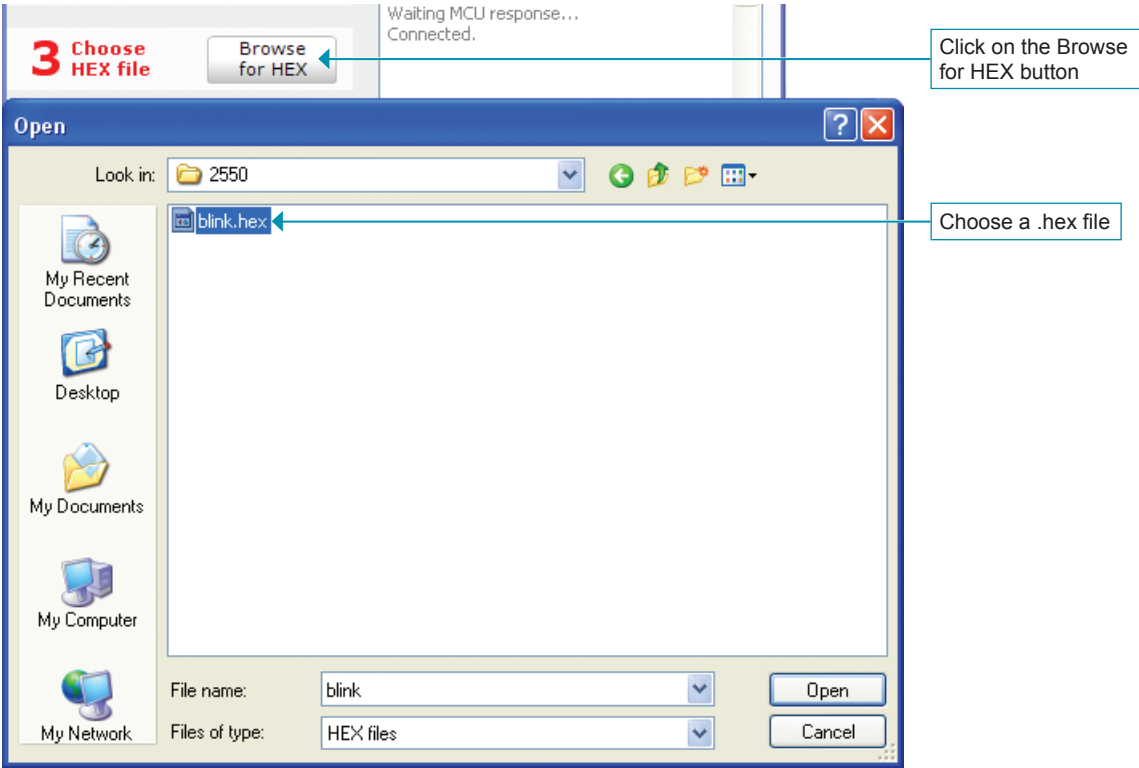 Waiting MCU response...
Connected.
3 Choose
HEX file
Browse
for HEX
Click on the Browse
for HEX button
Open
Look in:
2550
blink.hex
Choose a .hex file
My Recent
Documents
Desktop
My Documents
My Computer
My Network
File name:
blink
Open
Files of type:
HEX files
Cancel